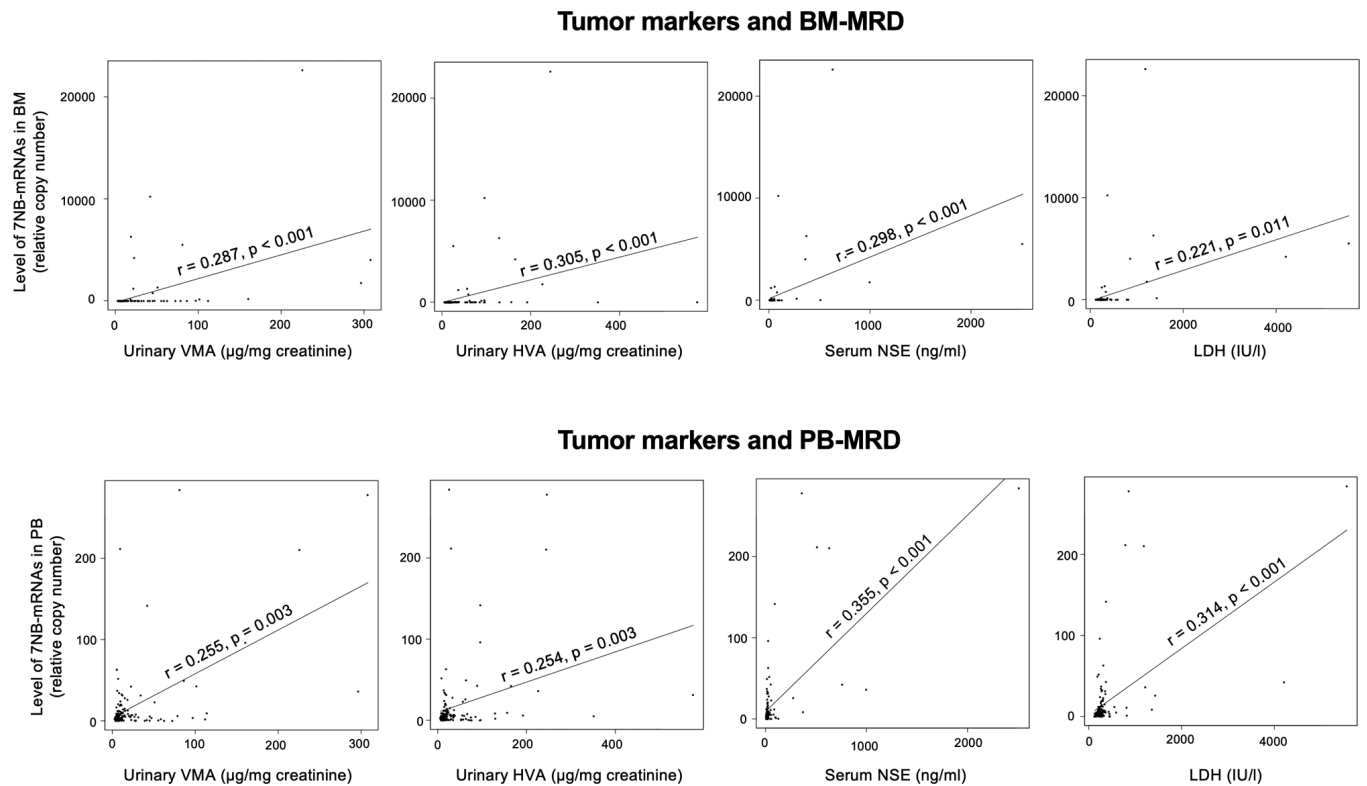 Tumor markers and BM-MRD
Level of 7NB-mRNAs in BM
(relative copy number)
20000
10000
0
r = 0.287, p < 0.001
0
100
200
300
Urinary VMA (µg/mg creatinine)
20000
10000
0
r = 0.305, p < 0.001
0
200
400
Urinary HVA (µg/mg creatinine)
20000
10000
0
r = 0.298, p < 0.001
0
1000
2000
Serum NSE (ng/ml)
20000
10000
0
r = 0.221, p = 0.011
0
2000
4000
LDH (IU/l)
Tumor markers and PB-MRD
Level of 7NB-mRNAs in PB
(relative copy number)
200
100
0
r = 0.255, p = 0.003
0
100
200
300
Urinary VMA (µg/mg creatinine)
200
100
0
r = 0.254, p = 0.003
0
200
400
Urinary HVA (µg/mg creatinine)
200
100
0
r = 0.355, p < 0.001
0
1000
2000
Serum NSE (ng/ml)
200
100
0
r = 0.314, p < 0.001
0
2000
4000
LDH (IU/l)